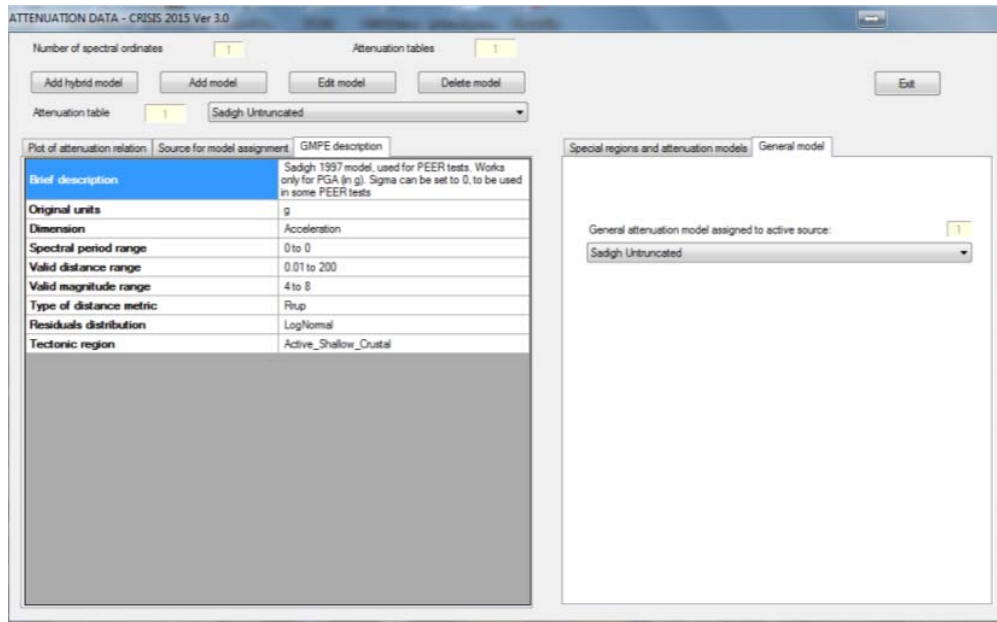 ATTENUATION DATA - CRISIS 2015 Ver 3.0
Number of spectral ordinates 1 Attenuation tables 1
Add hybrid model Add model Edit model Delete model Exit
Attenuation table 1 Sadigh Untruncated
Plot of attenuation relation Source for model assignment GMPE description
Brief description Sadigh 1997 model, used for PEER tests. Works
only for PGA (in g). Sigma can be set to 0, to be used
in some PEER tests
Original units g
Dimension Acceleration
Spectral period range 0 to 0
Valid distance range 0.01 to 200
Valid magnitude range 4 to 8
Type of distance metric Rrup
Residuals distribution LogNormal
Tectonic region Active_Shallow_Crustal
Special regions and attenuation models General model
General attenuation model assigned to active source: 1
Sadigh Untruncated